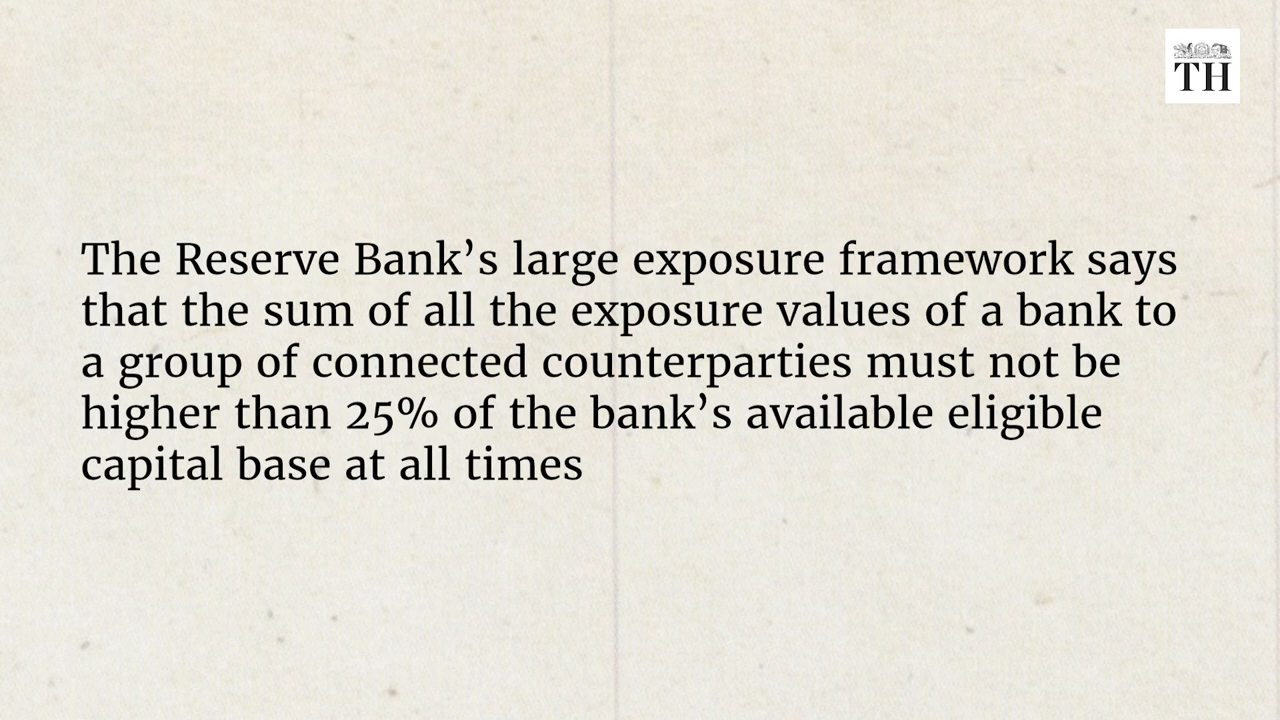 TH
The Reserve Bank’s large exposure framework says
that the sum of all the exposure values of a bank to
a group of connected counterparties must not be
higher than 25% of the bank’s available eligible
capital base at all times